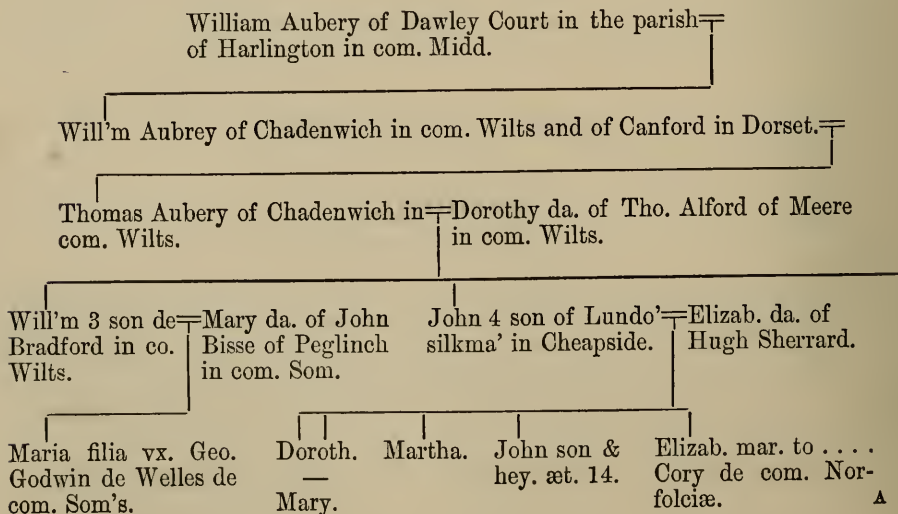 William Aubery of Dawley Court in the parish
of Harlington in com. Midd.
Will'm Aubrey of Chadenwich in com. Wilts and of Canford in Dorset.
Thomas Aubery of Chadenwich in
com. Wilts.
Dorothy da. of Tho. Alford of Meere
in com. Wilts.
Will'm 3 son de
Bradford in co.
Wilts.
Mary da. of John
Bisse of Peglinch
in com. Som.
John 4 son of Lundo'
silkma' in Cheapside.
Elizab. da. of
Hugh Sherrard.
Maria filia vx. Geo.
Godwin de Welles de
com. Som's.
Doroth.
—
Mary.
Martha.
John son &
hey. æt. 14.
Elizab. mar. to . . . .
Cory de com. Nor-
folciæ.
A